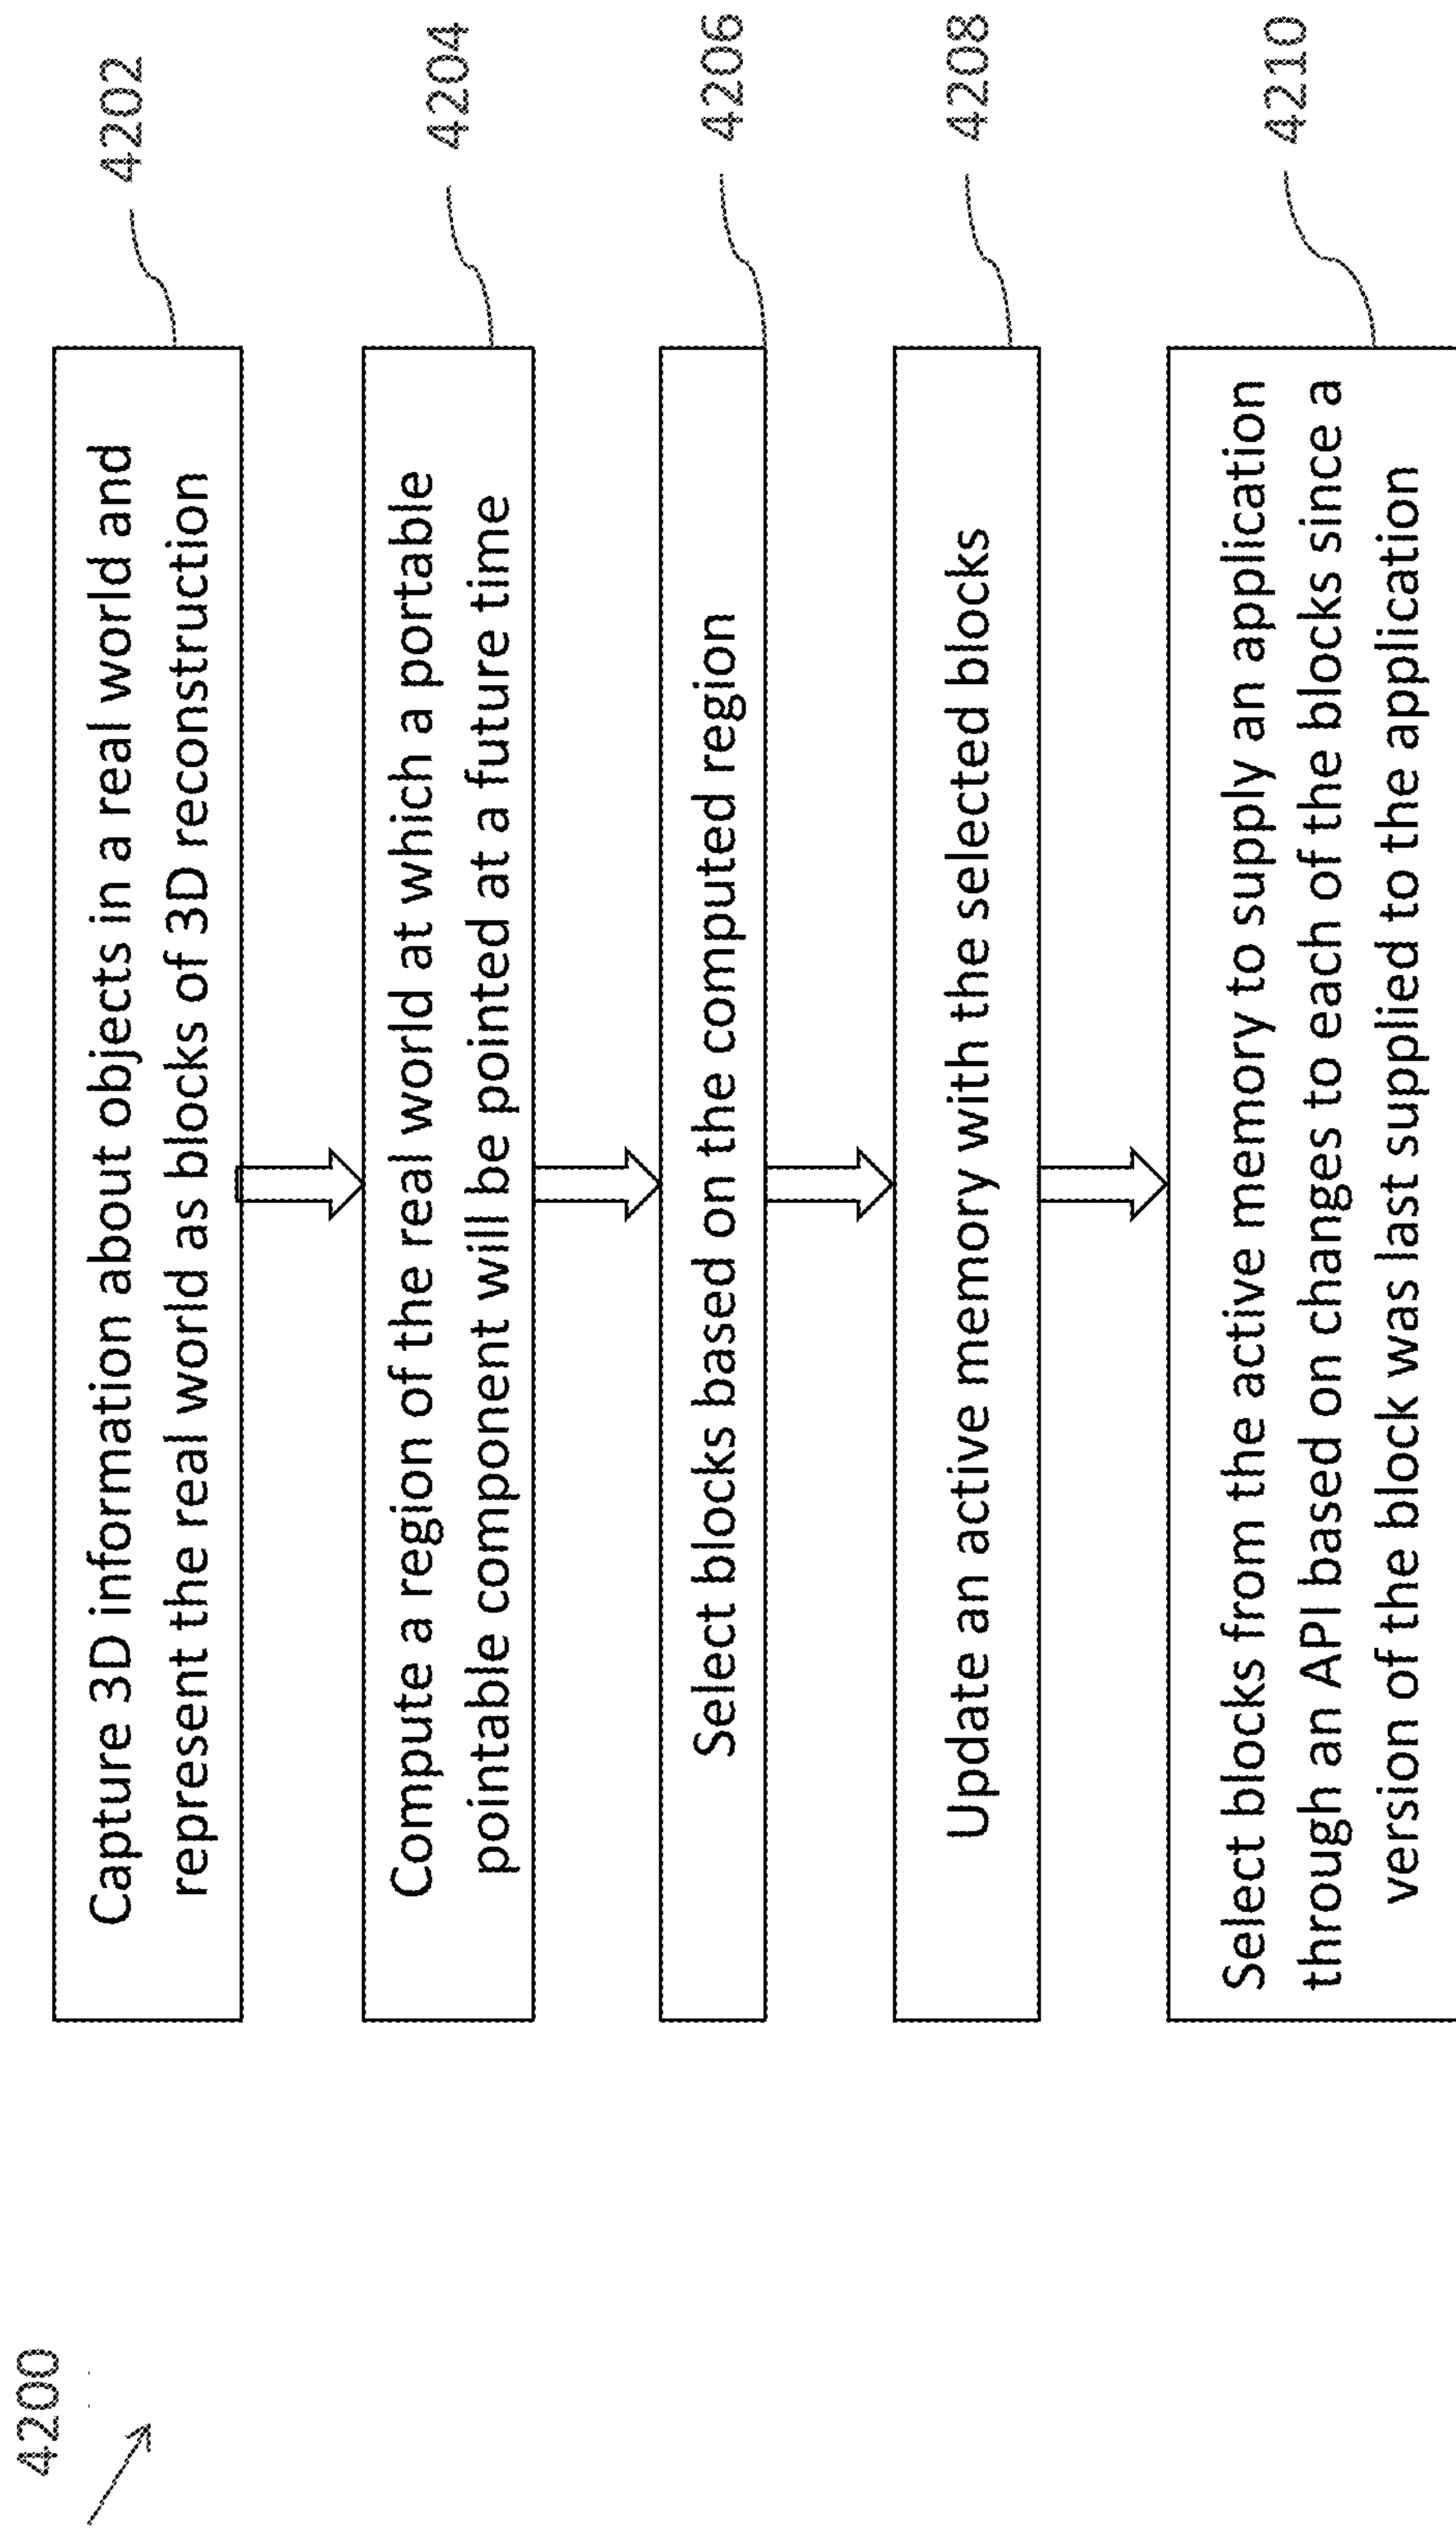 4200
Capture 3D information about objects in a real world and
represent the real world as blocks of 3D reconstruction
4202
Compute a region of the real world at which a portable
pointable component will be pointed at a future time
4204
Select blocks based on the computed region
4206
Update an active memory with the selected blocks
4208
Select blocks from the active memory to supply an application
through an API based on changes to each of the blocks since a
version of the block was last supplied to the application
4210